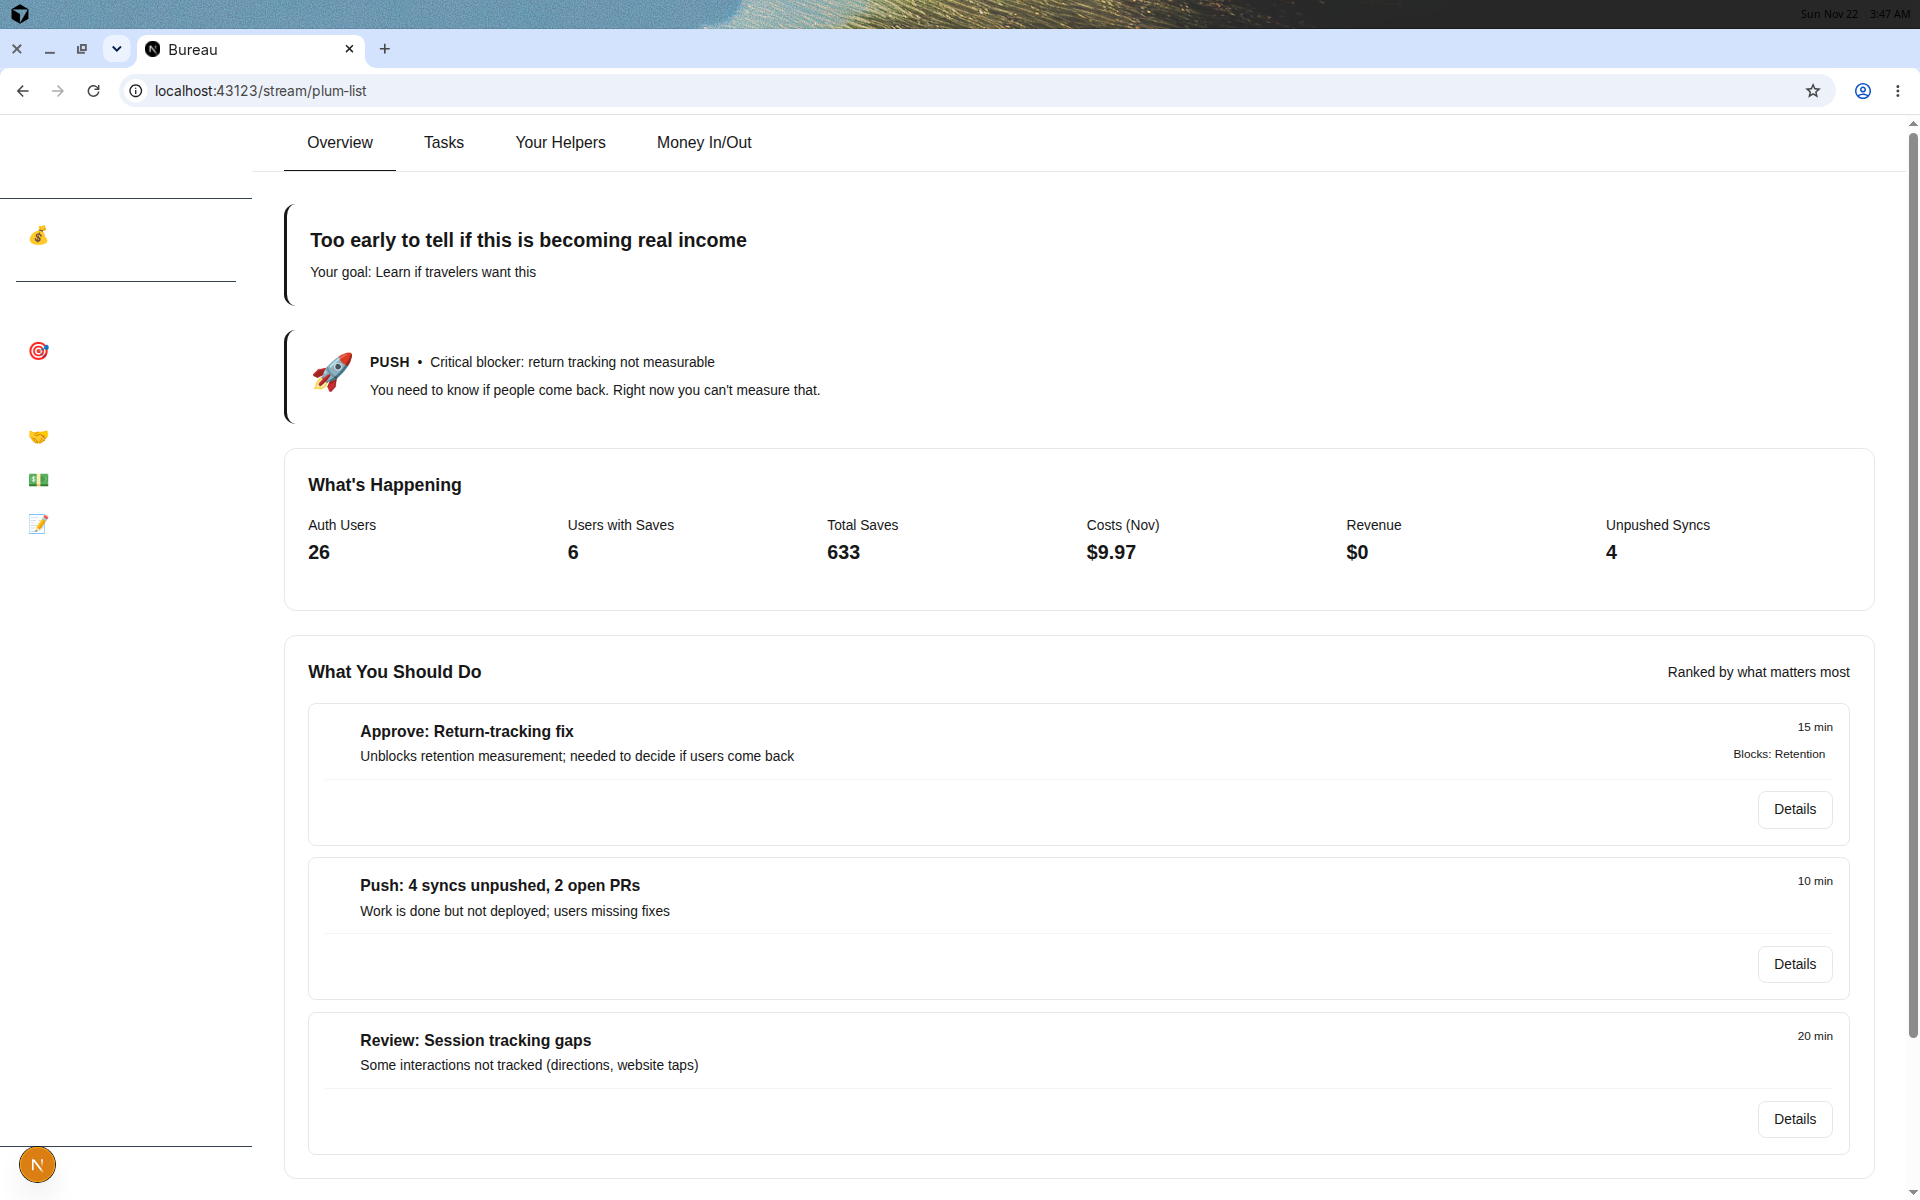 Sun Nov 22 3:47 AM
Bureau
localhost:43123/stream/plum-list
Overview Tasks Your Helpers Money In/Out
Too early to tell if this is becoming real income
Your goal: Learn if travelers want this
PUSH • Critical blocker: return tracking not measurable
You need to know if people come back. Right now you can't measure that.
What's Happening
Auth Users Users with Saves Total Saves Costs (Nov) Revenue Unpushed Syncs
26 6 633 $9.97 $0 4
What You Should Do Ranked by what matters most
Approve: Return-tracking fix 15 min
Unblocks retention measurement; needed to decide if users come back Blocks: Retention
Details
Push: 4 syncs unpushed, 2 open PRs 10 min
Work is done but not deployed; users missing fixes
Details
Review: Session tracking gaps 20 min
Some interactions not tracked (directions, website taps)
Details
N